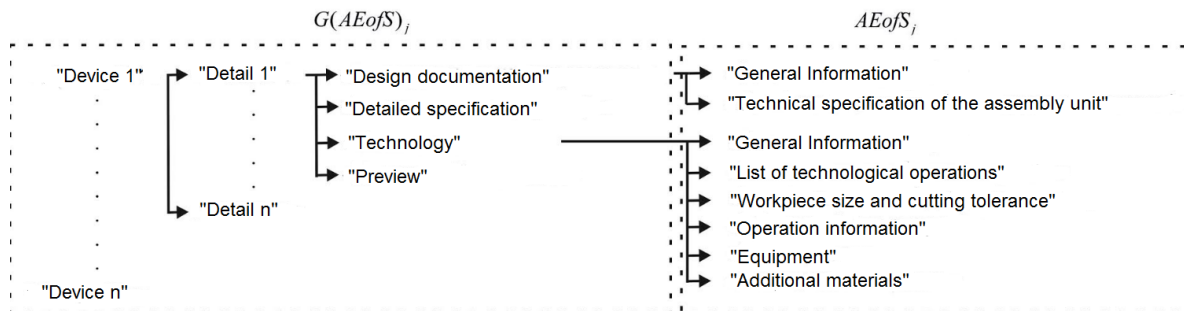 G(AEofS)j
AEofSj
"Device 1"
"Detail 1"
"Design documentation"
"General Information"
"Detailed specification"
"Technical specification of the assembly unit"
"Technology"
"General Information"
"Preview"
"List of technological operations"
"Detail n"
"Workpiece size and cutting tolerance"
"Operation information"
"Equipment"
"Additional materials"
"Device n"